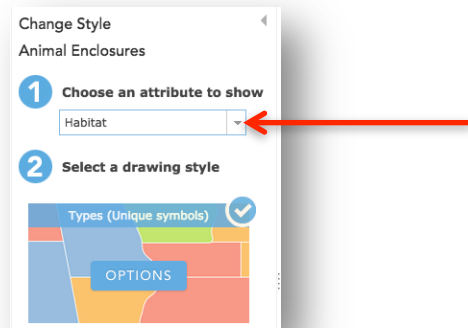 Change Style
Animal Enclosures
1 Choose an attribute to show
Habitat
2 Select a drawing style
Types (Unique symbols)
OPTIONS